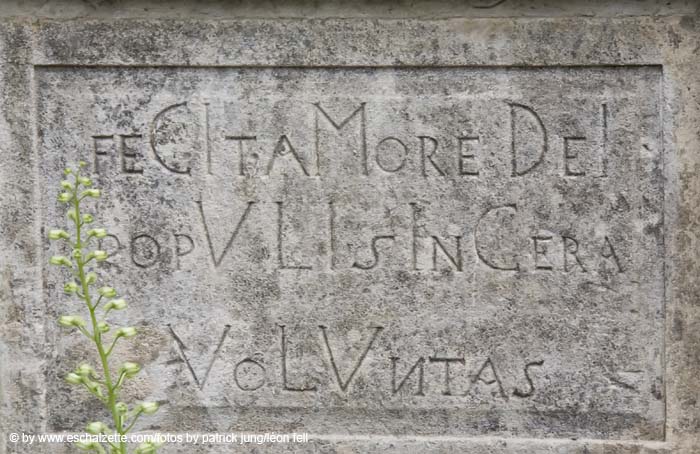 FECIT AMORE DEI
POPVLI SINCERA
VOLVNTAS
© by www.eschalzette.com/fotos by patrick jung/léon fell